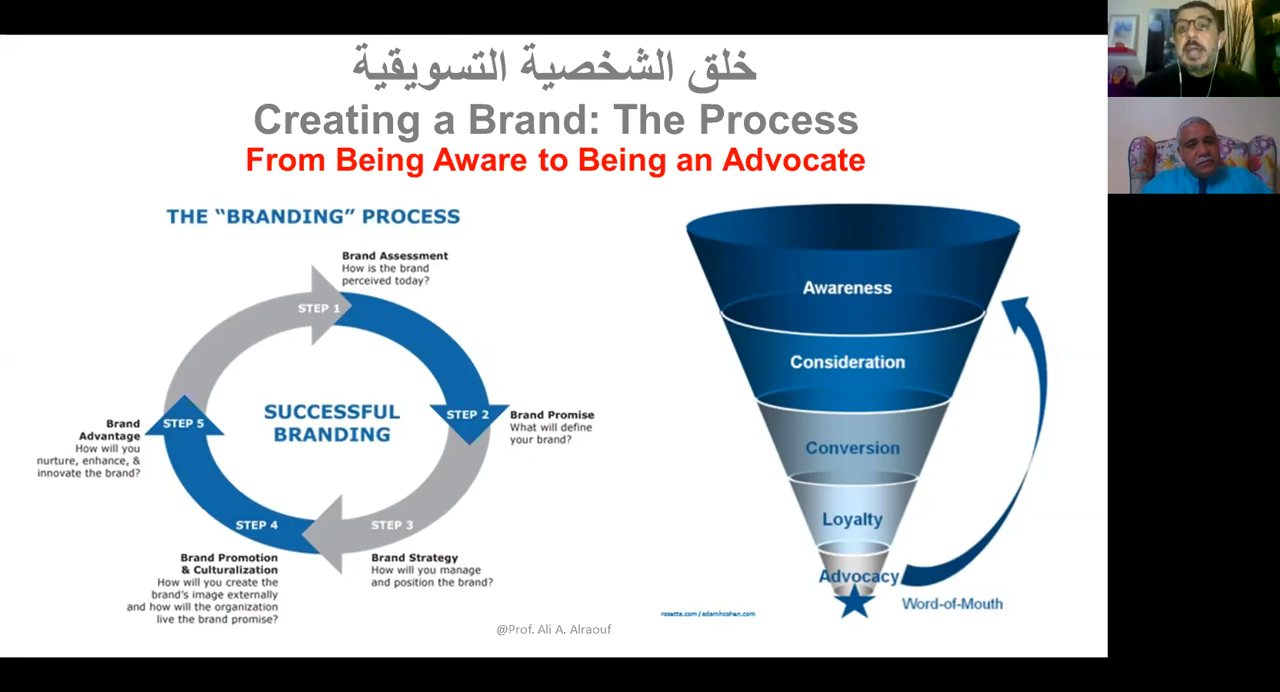 خلق الشخصية التسويقية
Creating a Brand: The Process
From Being Aware to Being an Advocate
THE “BRANDING” PROCESS
Brand Assessment
How is the brand
perceived today?
STEP 1
STEP 2
Brand Promise
What will define
your brand?
SUCCESSFUL
BRANDING
STEP 5
Brand
Advantage
How will you
nurture, enhance, &
innovate the brand?
STEP 4
STEP 3
Brand Promotion
& Culturalization
How will you create the
brand's image externally
and how will the organization
live the brand promise?
Brand Strategy
How will you manage
and position the brand?
Awareness
Consideration
Conversion
Loyalty
Advocacy
Word-of-Mouth
rosetta.com / adamhcohen.com
@Prof. Ali A. Alraouf